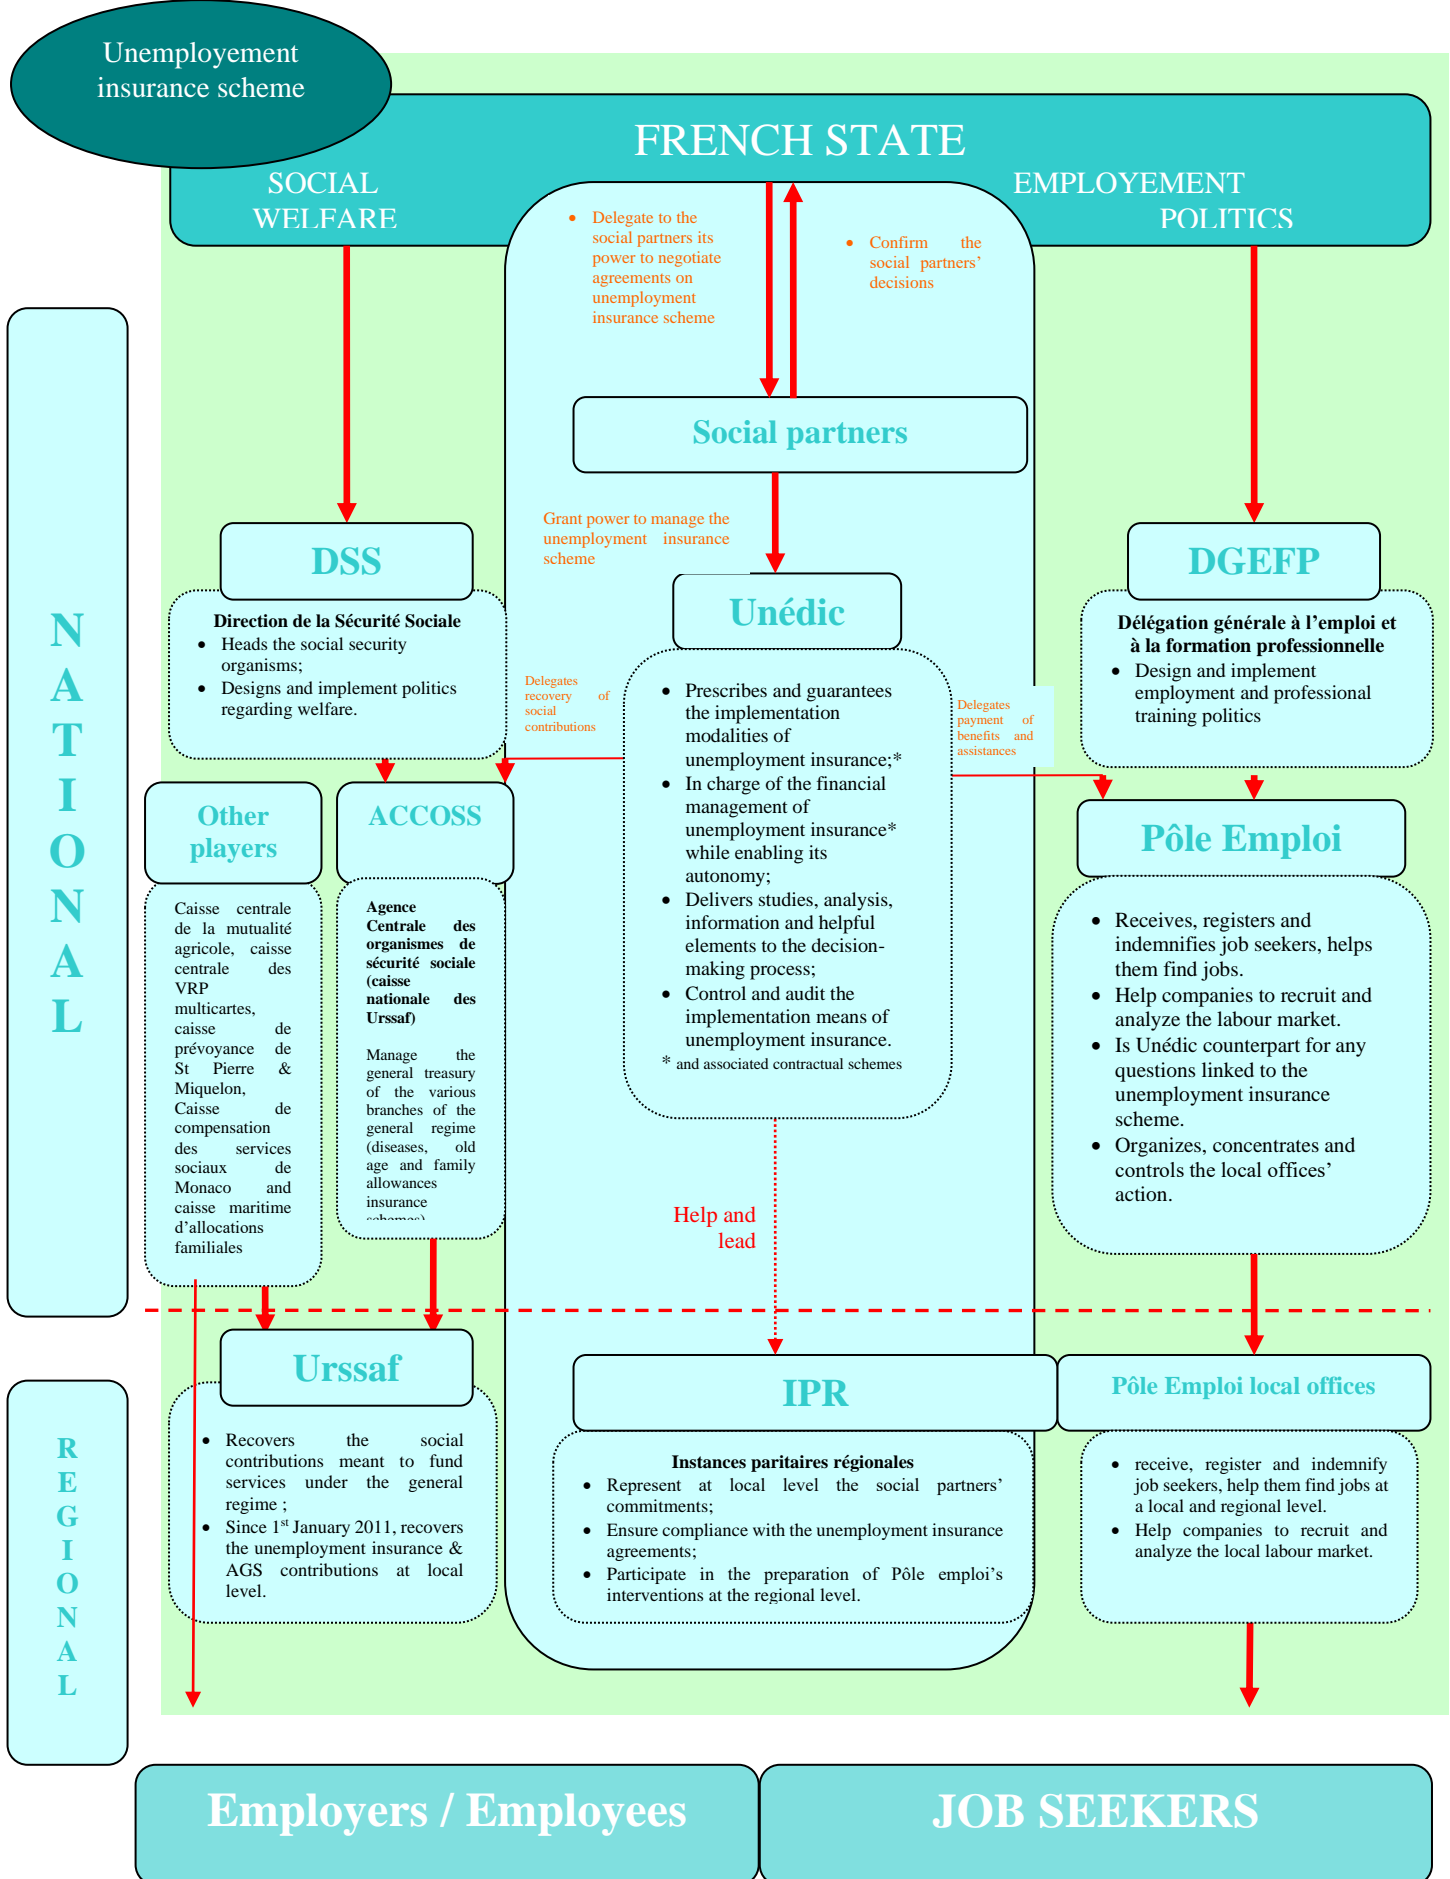 Unemployement
insurance scheme
FRENCH STATE
SOCIAL
WELFARE
EMPLOYEMENT
POLITICS
• Delegate to the
social partners its
power to negotiate
agreements on
unemployment
insurance scheme
• Confirm the
social partners'
decisions
Social partners
Grant power to manage the
unemployment insurance
scheme
NATIONAL
DSS
Direction de la Sécurité Sociale
• Heads the social security
organisms;
• Designs and implement politics
regarding welfare.
Unédic
• Prescribes and guarantees
the implementation
modalities of
unemployment insurance;*
• In charge of the financial
management of
unemployment insurance*
while enabling its
autonomy;
• Delivers studies, analysis,
information and helpful
elements to the decision-
making process;
• Control and audit the
implementation means of
unemployment insurance.
* and associated contractual schemes
DGEFP
Délégation générale à l'emploi et
à la formation professionnelle
• Design and implement
employment and professional
training politics
Delegates
recovery of
social
contributions
Delegates
payment of
benefits and
assistances
Other
players
Caisse centrale
de la mutualité
agricole, caisse
centrale des
VRP
multicartes,
caisse de
prévoyance de
St Pierre &
Miquelon,
Caisse de
compensation
des services
sociaux de
Monaco and
caisse maritime
d'allocations
familiales
ACCOSS
Agence
Centrale des
organismes de
sécurité sociale
(caisse
nationale des
Urssaf)
Manage the
general treasury
of the various
branches of the
general regime
(diseases, old
age and family
allowances
insurance
schemes)
Pôle Emploi
• Receives, registers and
indemnifies job seekers, helps
them find jobs.
• Help companies to recruit and
analyze the labour market.
• Is Unédic counterpart for any
questions linked to the
unemployment insurance
scheme.
• Organizes, concentrates and
controls the local offices'
action.
Help and
lead
REGIONAL
Urssaf
• Recovers the social
contributions meant to fund
services under the general
regime ;
• Since 1st January 2011, recovers
the unemployment insurance &
AGS contributions at local
level.
IPR
Instances paritaires régionales
• Represent at local level the social partners'
commitments;
• Ensure compliance with the unemployment insurance
agreements;
• Participate in the preparation of Pôle emploi's
interventions at the regional level.
Pôle Emploi local offices
• receive, register and indemnify
job seekers, help them find jobs at
a local and regional level.
• Help companies to recruit and
analyze the local labour market.
Employers / Employees
JOB SEEKERS